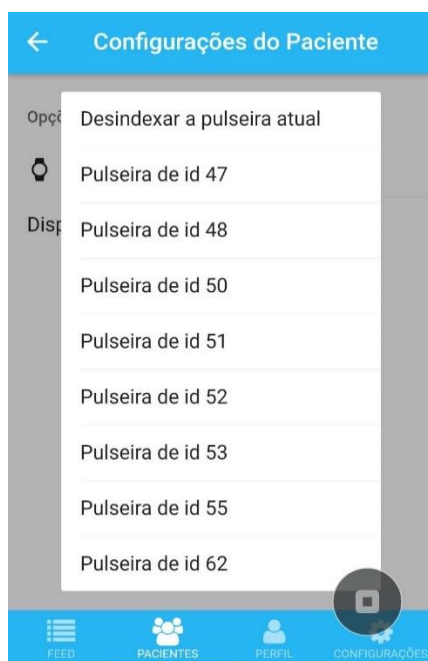 Configurações do Paciente
Opçõ
Desindexar a pulseira atual
Pulseira de id 47
Disp
Pulseira de id 48
Pulseira de id 50
Pulseira de id 51
Pulseira de id 52
Pulseira de id 53
Pulseira de id 55
Pulseira de id 62
FEED
PACIENTES
PERFIL
CONFIGURAÇÕES